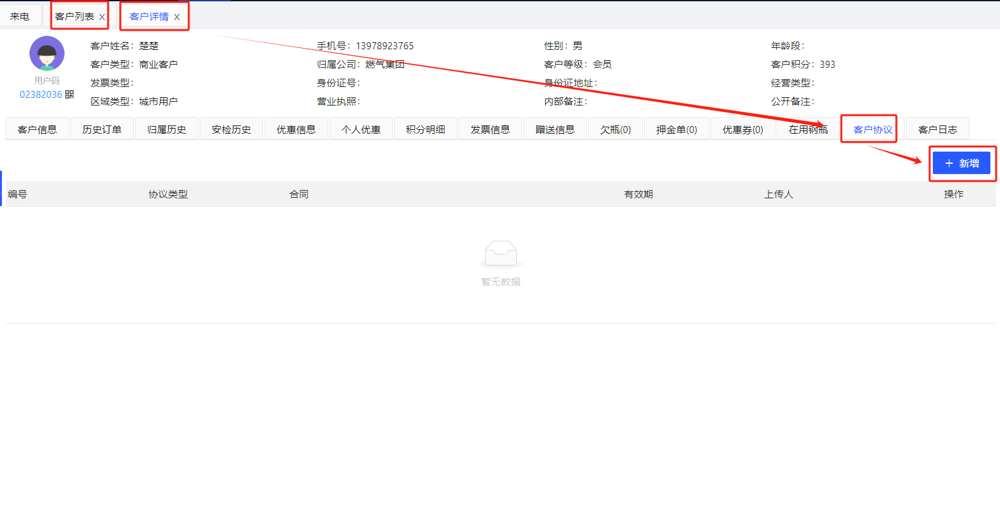 来电 客户列表 X 客户详情 X
客户姓名：楚楚 手机号：13978923765 性别：男 年龄段：
客户类型：商业客户 归属公司：燃气集团 客户等级：会员 客户积分：393
用户码 发票类型： 身份证号： 身份证地址： 经营类型：
02382036 区域类型：城市用户 营业执照： 内部备注： 公开备注：
客户信息 历史订单 归属历史 安检历史 优惠信息 个人优惠 积分明细 发票信息 赠送信息 欠瓶(0) 押金单(0) 优惠券(0) 在用钢瓶 客户协议 客户日志
+ 新增
编号 协议类型 合同 有效期 上传人 操作
暂无数据